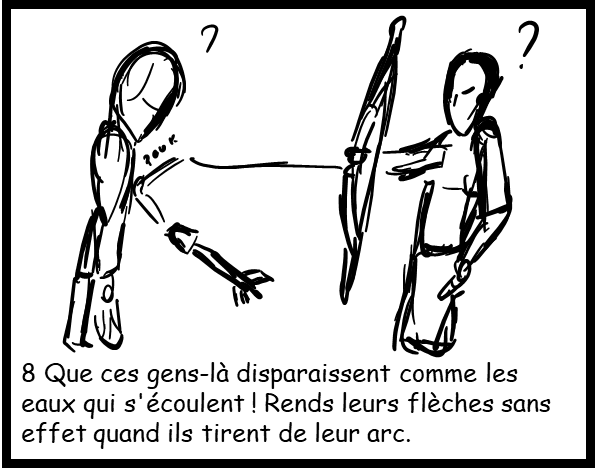 ?
?
zouk
8 Que ces gens-là disparaissent comme les
eaux qui s'écoulent ! Rends leurs flèches sans
effet quand ils tirent de leur arc.